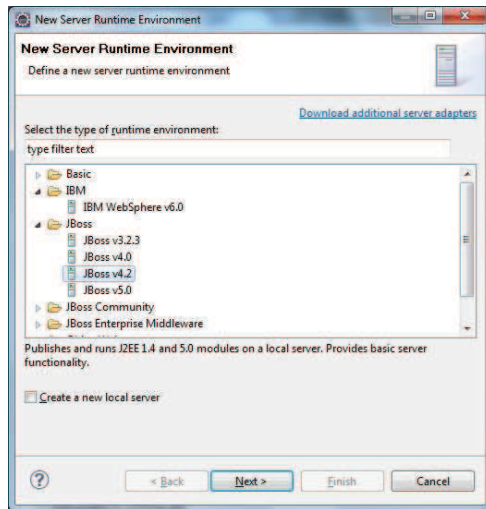 New Server Runtime Environment
New Server Runtime Environment
Define a new server runtime environment
Download additional server adapters
Select the type of runtime environment:
type filter text
Basic
IBM
IBM WebSphere v6.0
JBoss
JBoss v3.2.3
JBoss v4.0
JBoss v4.2
JBoss v5.0
JBoss Community
JBoss Enterprise Middleware
Publishes and runs J2EE 1.4 and 5.0 modules on a local server. Provides basic server
functionality.
Create a new local server
< Back Next > Finish Cancel